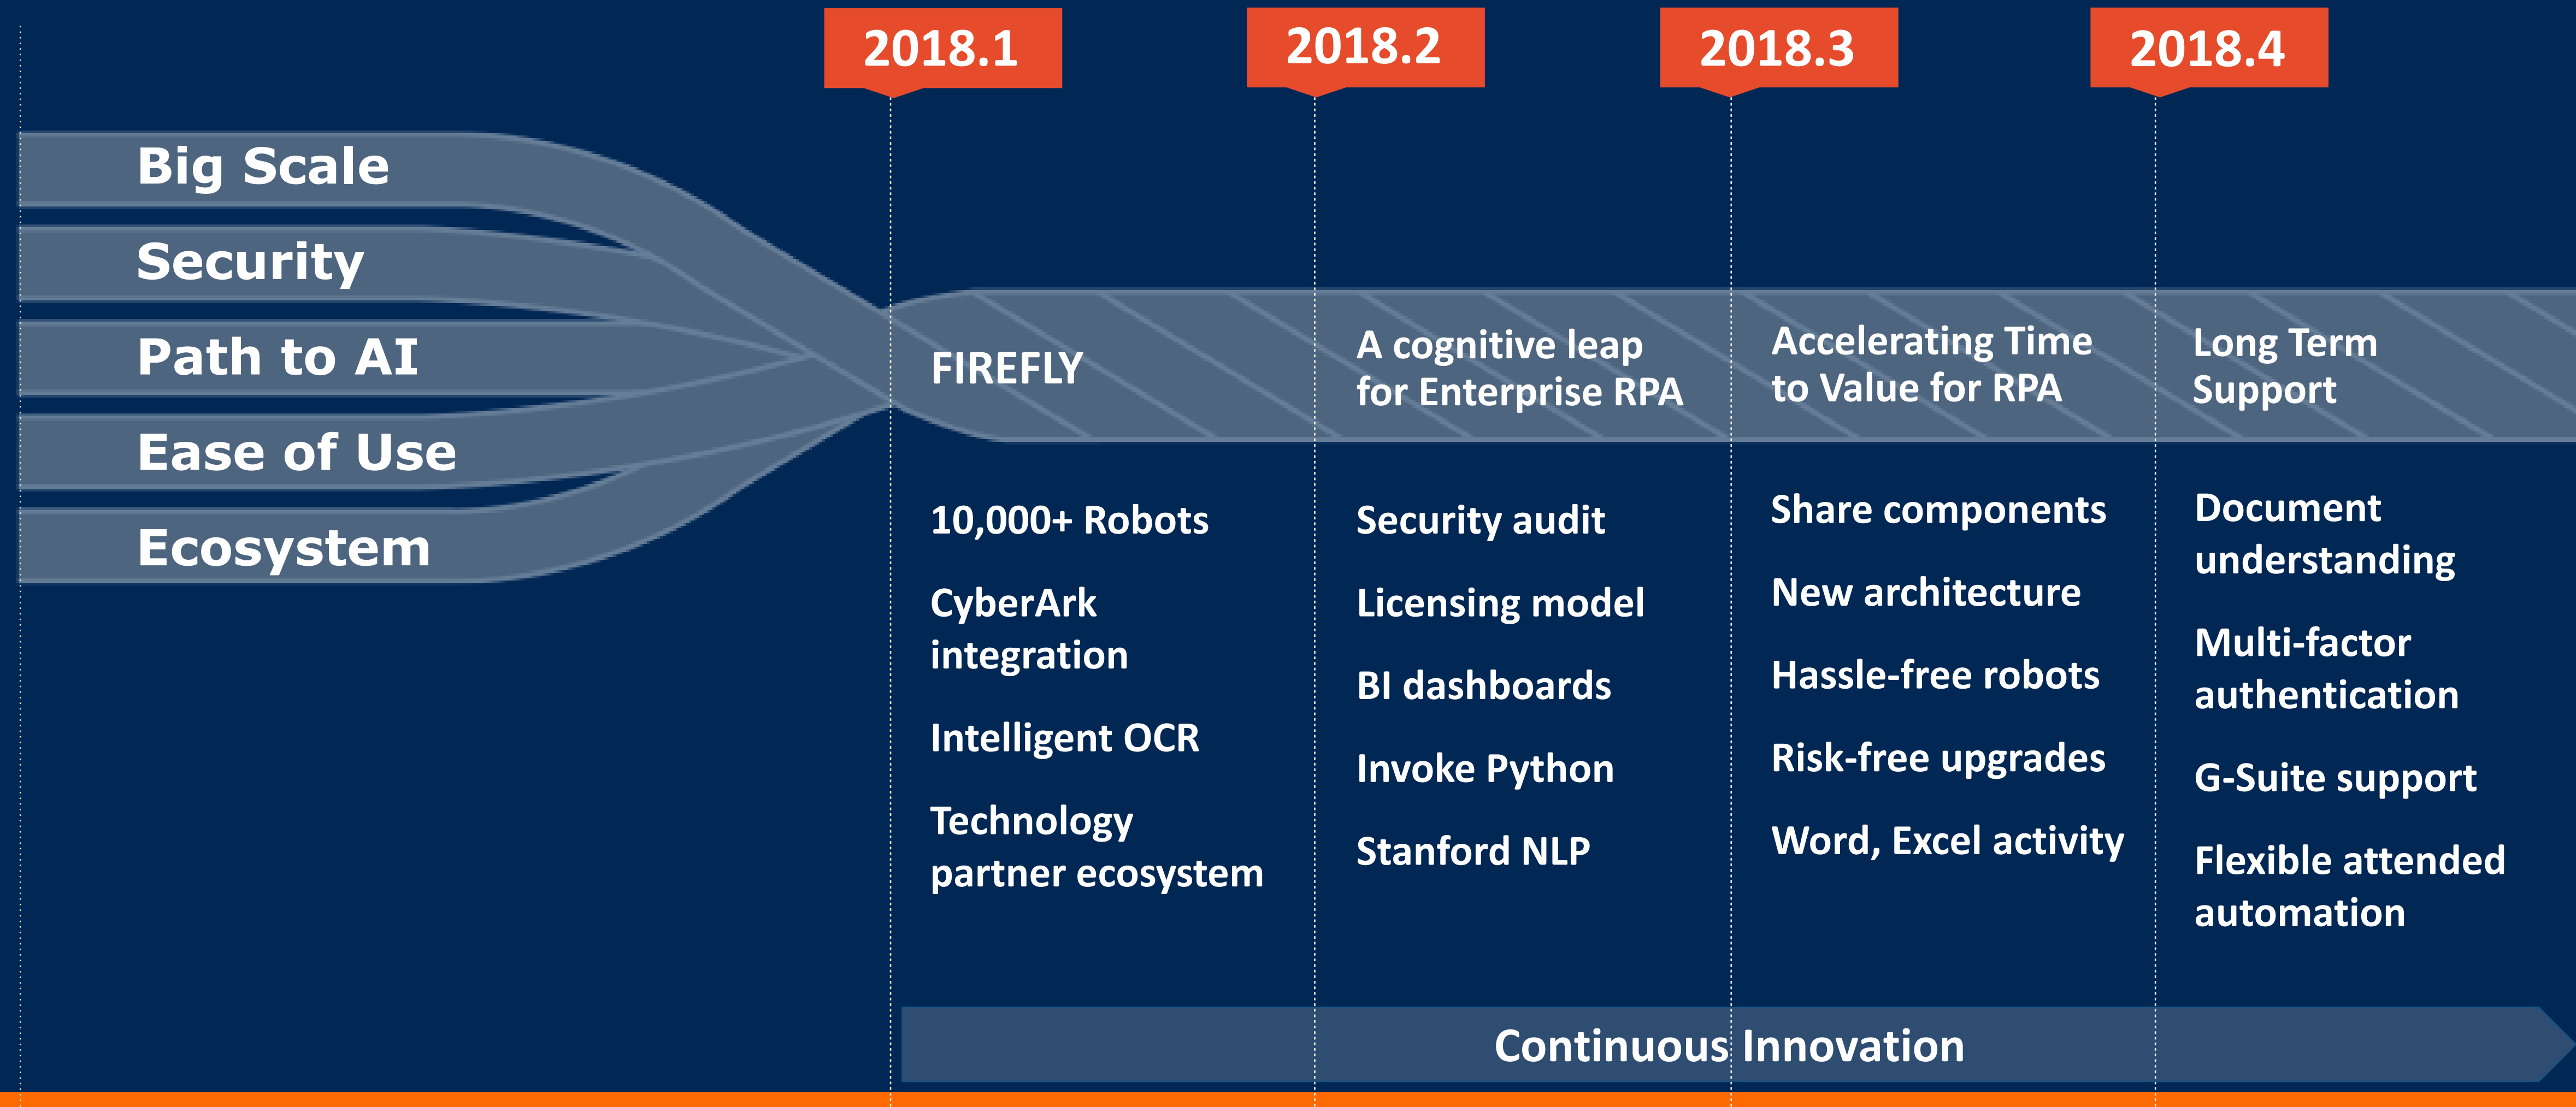 2018.1
2018.2
2018.3
2018.4
Big Scale
Security
Path to AI
Ease of Use
Ecosystem
FIREFLY
A cognitive leap
for Enterprise RPA
Accelerating Time
to Value for RPA
Long Term
Support
10,000+ Robots
CyberArk
integration
Intelligent OCR
Technology
partner ecosystem
Security audit
Licensing model
BI dashboards
Invoke Python
Stanford NLP
Share components
New architecture
Hassle-free robots
Risk-free upgrades
Word, Excel activity
Document
understanding
Multi-factor
authentication
G-Suite support
Flexible attended
automation
Continuous Innovation